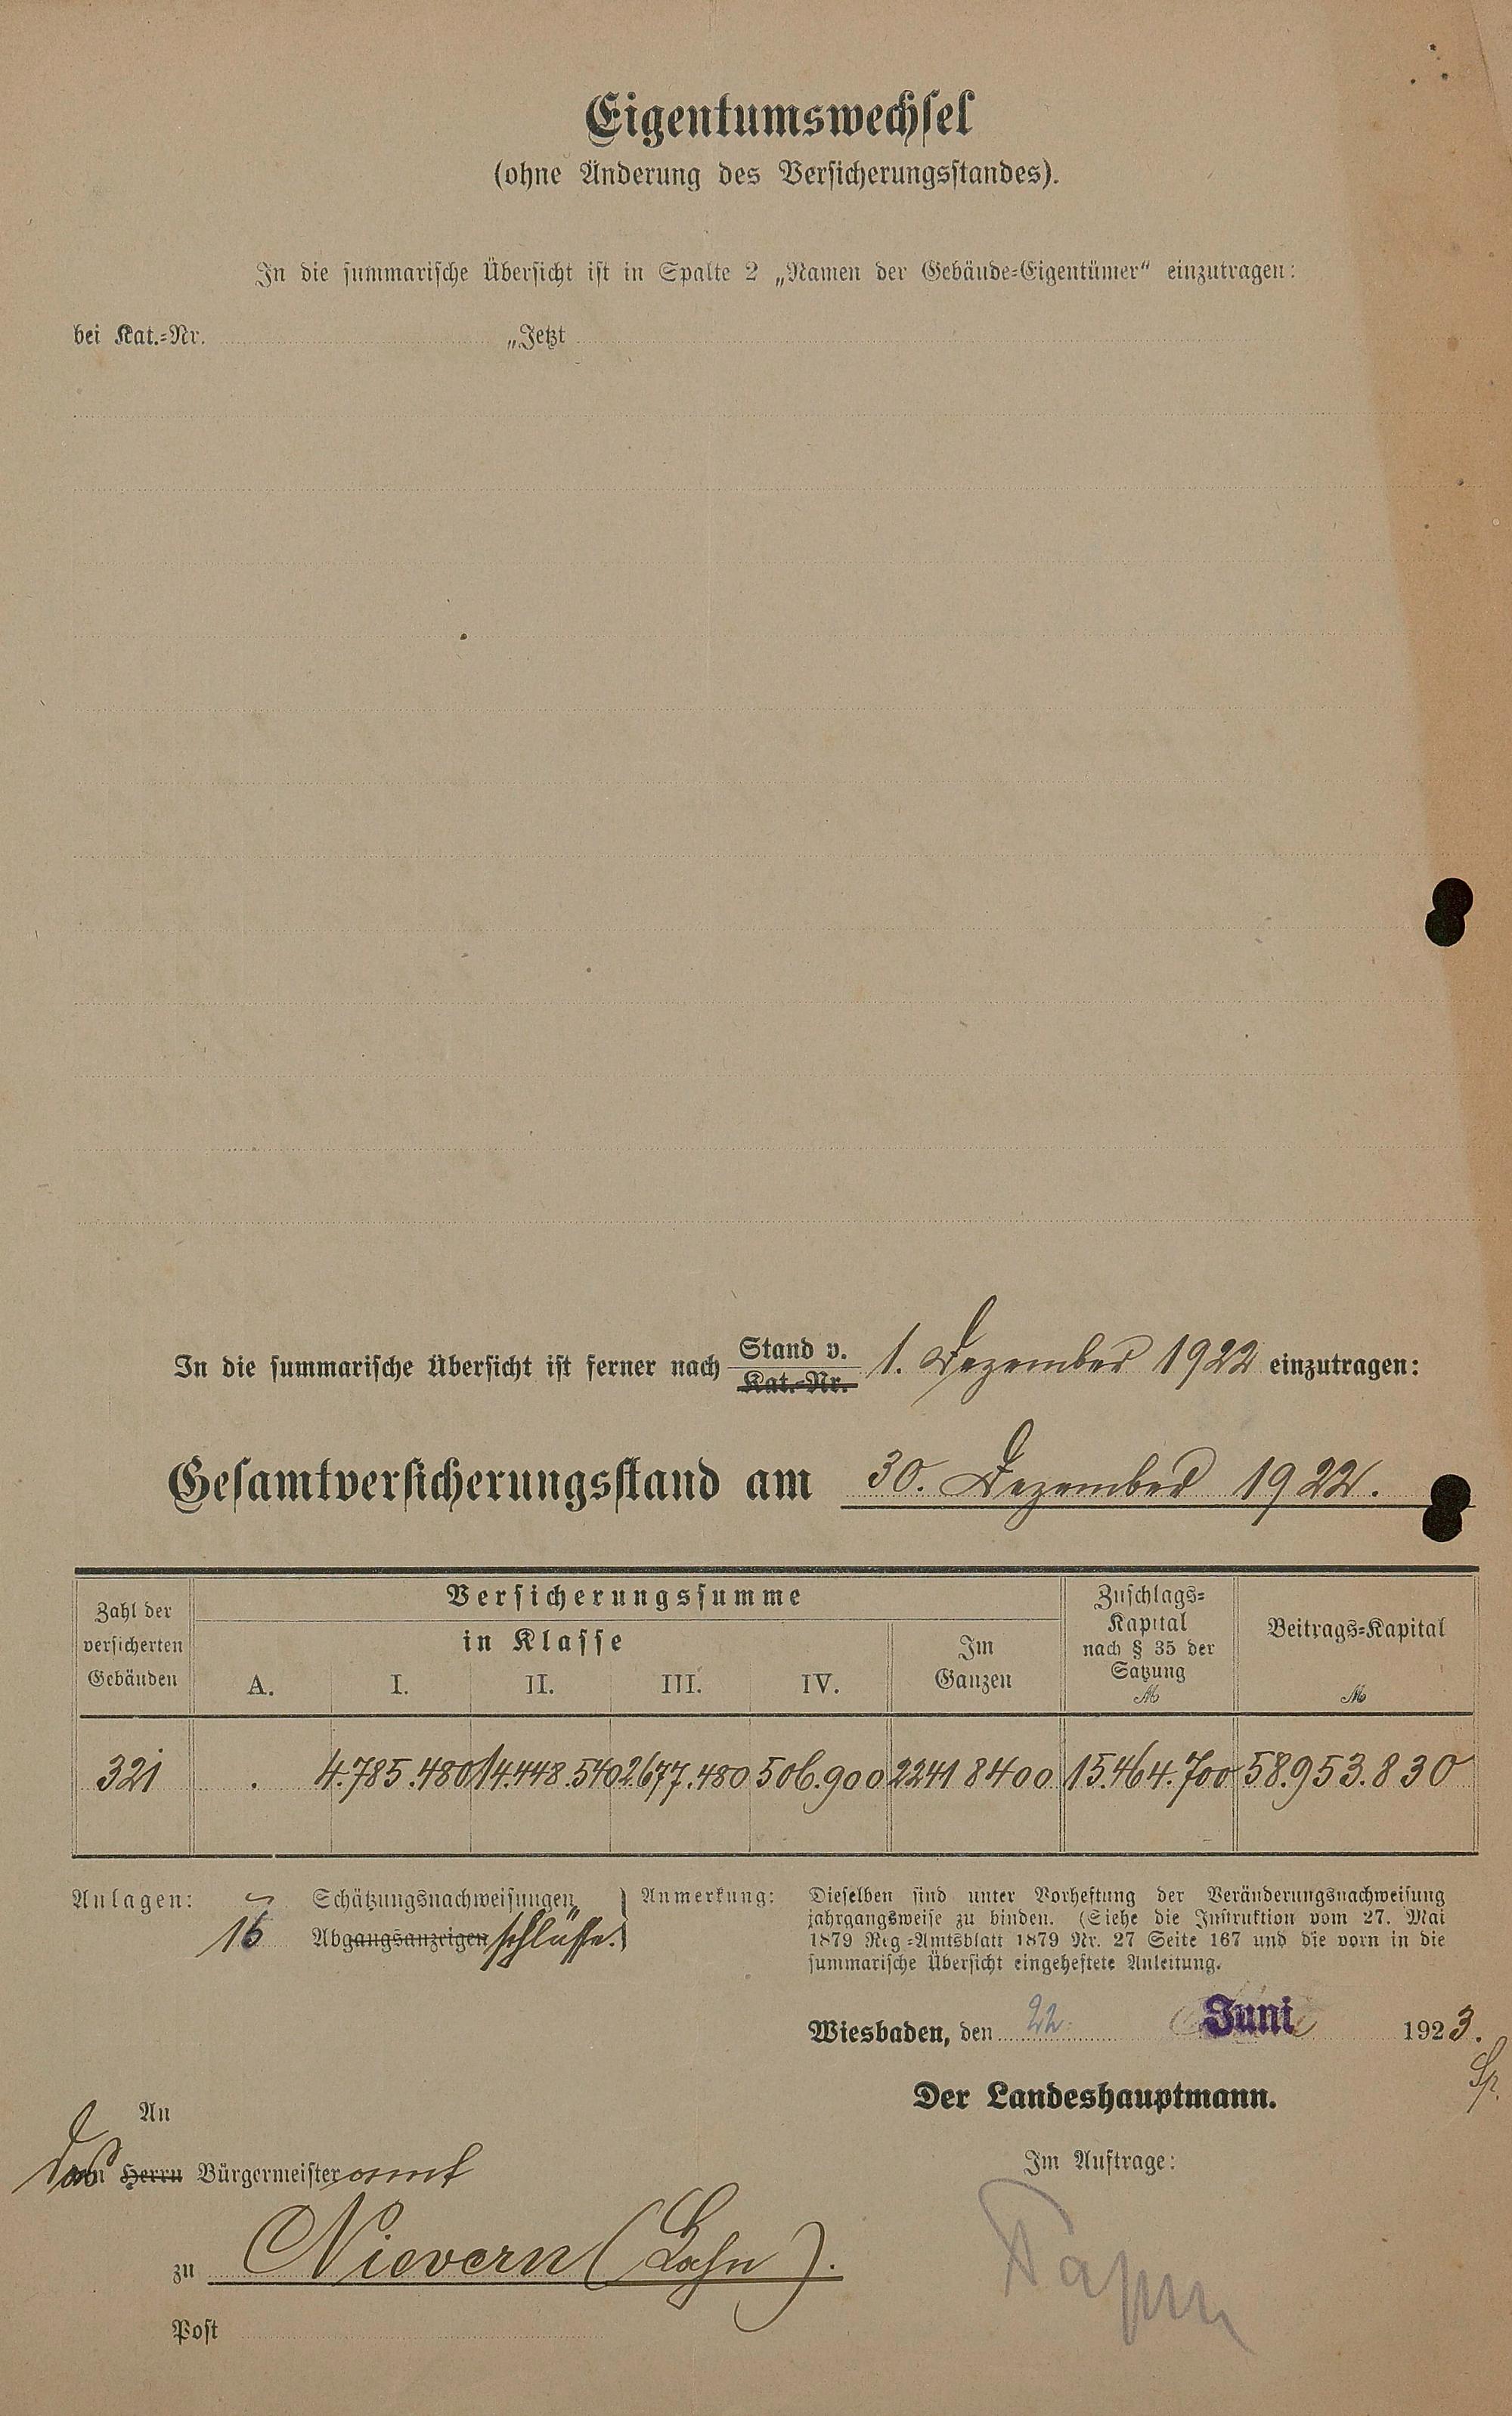 Eigentumswechsel
(ohne Änderung des Versicherungsstandes).
In die summarische Übersicht ist in Spalte 2 „Namen der Gebäude-Eigentümer“ einzutragen:
bei Kat.-Nr. „Jetzt
In die summarische Übersicht ist ferner nach Stand v. 1. Dezember 1922 einzutragen:
Kat.-Nr.
Gesamtversicherungsstand am 30. Dezember 1922.
Zahl der versicherten Gebäuden
Versicherungssumme
in Klasse
A. I. II. III. IV.
Im Ganzen
Zuschlags-Kapital nach § 35 der Satzung ℳ
Beitrags-Kapital ℳ
321 . 4.785.480 14.448.540 2.677.480 506.900 22418400 15.464.700 58.953.830
Anlagen: Schätzungsnachweisungen
16 Abgangsanzeigen schlüsse.
Anmerkung: Dieselben sind unter Vorheftung der Veränderungsnachweisung
jahrgangsweise zu binden. (Siehe die Instruktion vom 27. Mai
1879 Reg-Amtsblatt 1879 Nr. 27 Seite 167 und die vorn in die
summarische Übersicht eingeheftete Anleitung.
Wiesbaden, den 22. Juni 1923.
Der Landeshauptmann.
An
Das Herrn Bürgermeisteramt
Im Auftrage:
zu Nievern (Lahn).
Post